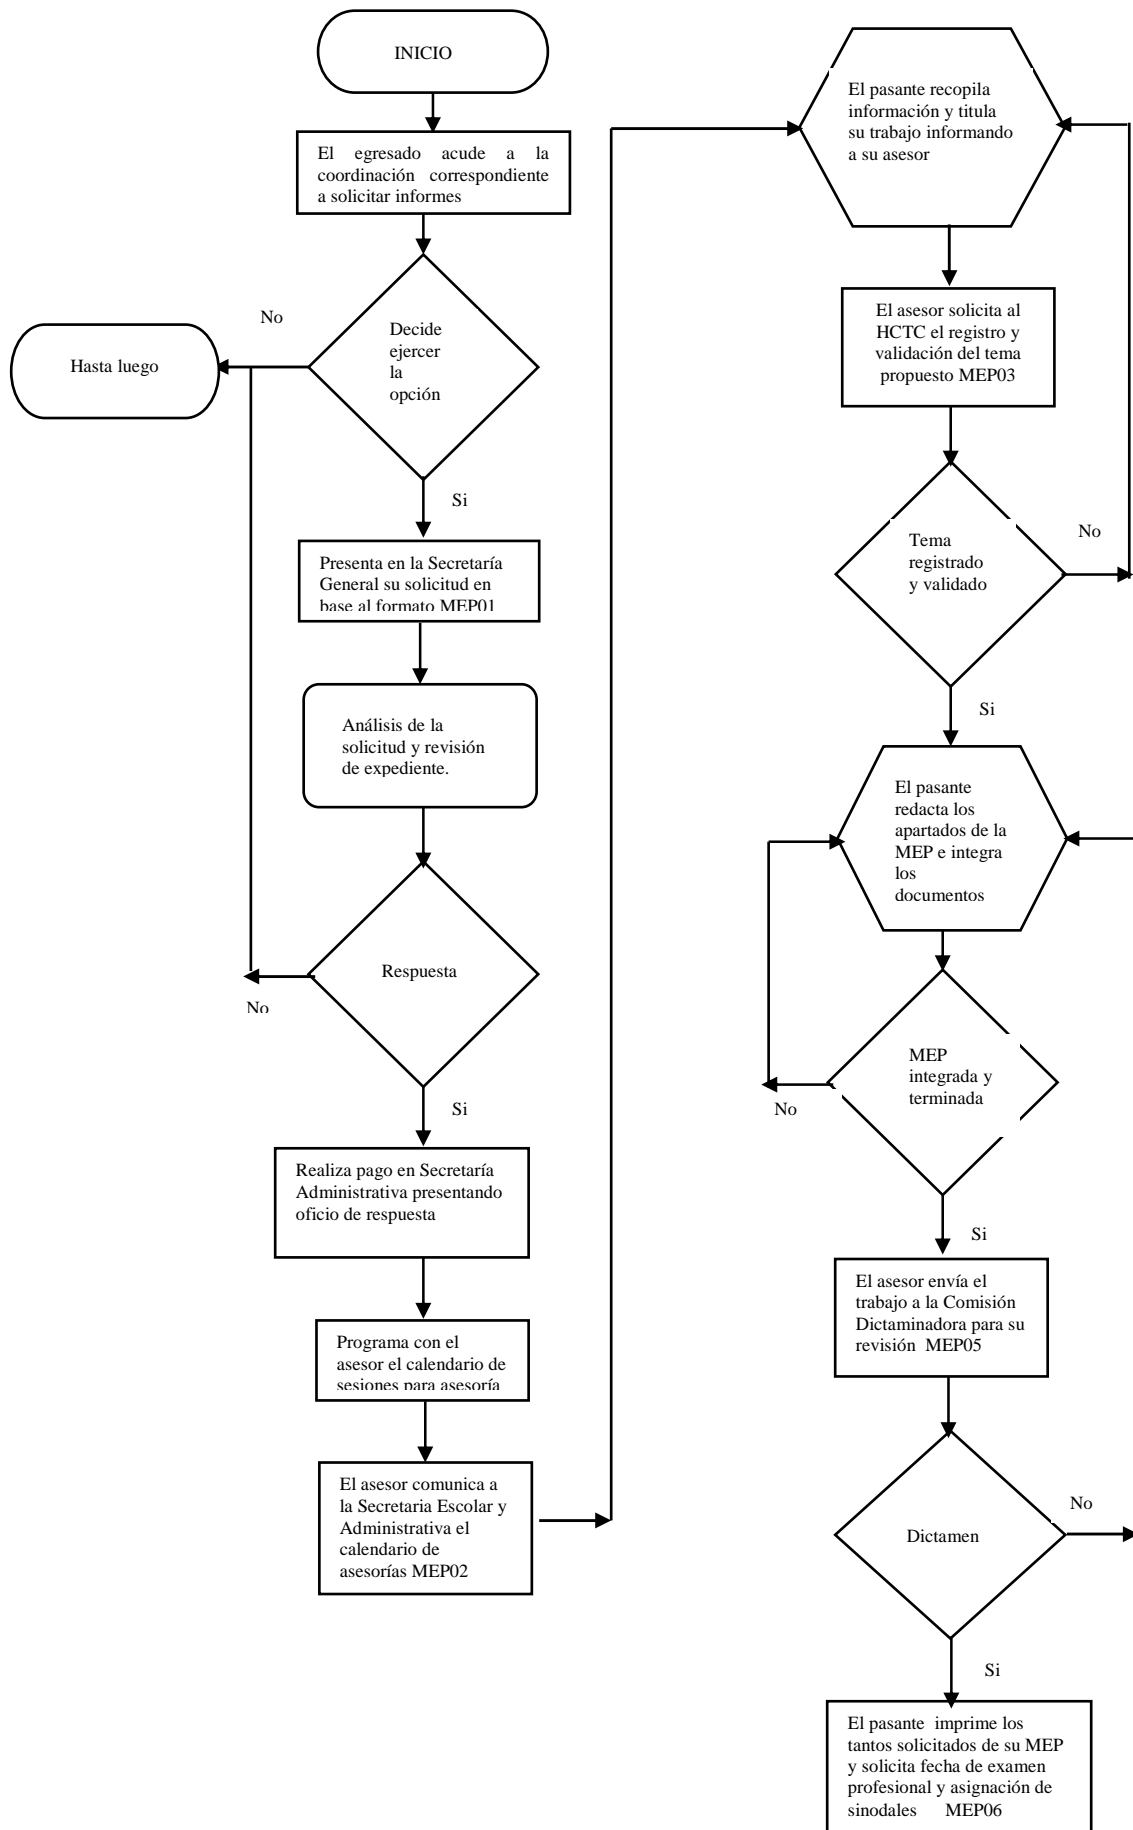 INICIO
El egresado acude a la
coordinación correspondiente
a solicitar informes
No
Decide
ejercer
la
opción
Hasta luego
Si
Presenta en la Secretaría
General su solicitud en
base al formato MEP01
Análisis de la
solicitud y revisión
de expediente.
Respuesta
No
Si
Realiza pago en Secretaría
Administrativa presentando
oficio de respuesta
Programa con el
asesor el calendario de
sesiones para asesoría
El asesor comunica a
la Secretaria Escolar y
Administrativa el
calendario de
asesorías MEP02
El pasante recopila
información y titula
su trabajo informando
a su asesor
El asesor solicita al
HCTC el registro y
validación del tema
propuesto MEP03
Tema
registrado
y validado
No
Si
El pasante
redacta los
apartados de la
MEP e integra
los
documentos
MEP
integrada y
terminada
No
Si
El asesor envía el
trabajo a la Comisión
Dictaminadora para su
revisión MEP05
No
Dictamen
Si
El pasante imprime los
tantos solicitados de su MEP
y solicita fecha de examen
profesional y asignación de
sinodales MEP06